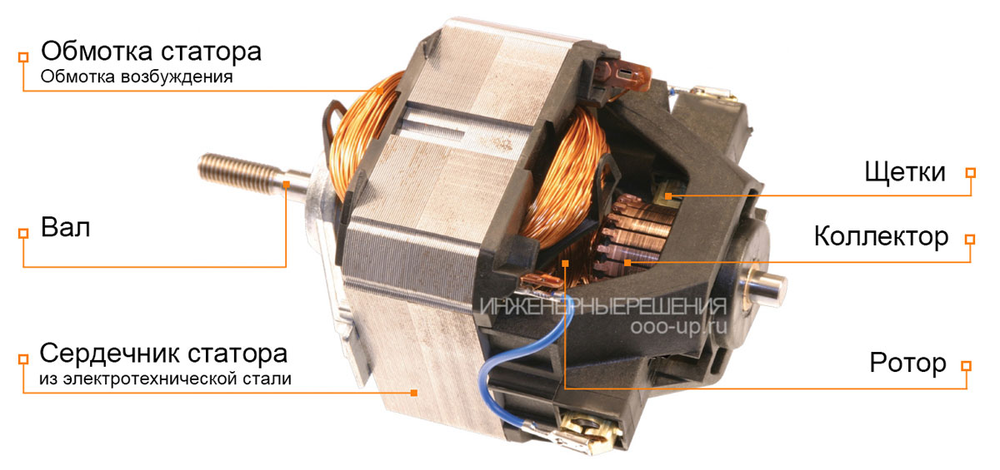 Обмотка статора
Обмотка возбуждения
Щетки
Вал
Коллектор
ИНЖЕНЕРНЫЕРЕШЕНИЯ
ooo-up.ru
Сердечник статора
из электротехнической стали
Ротор